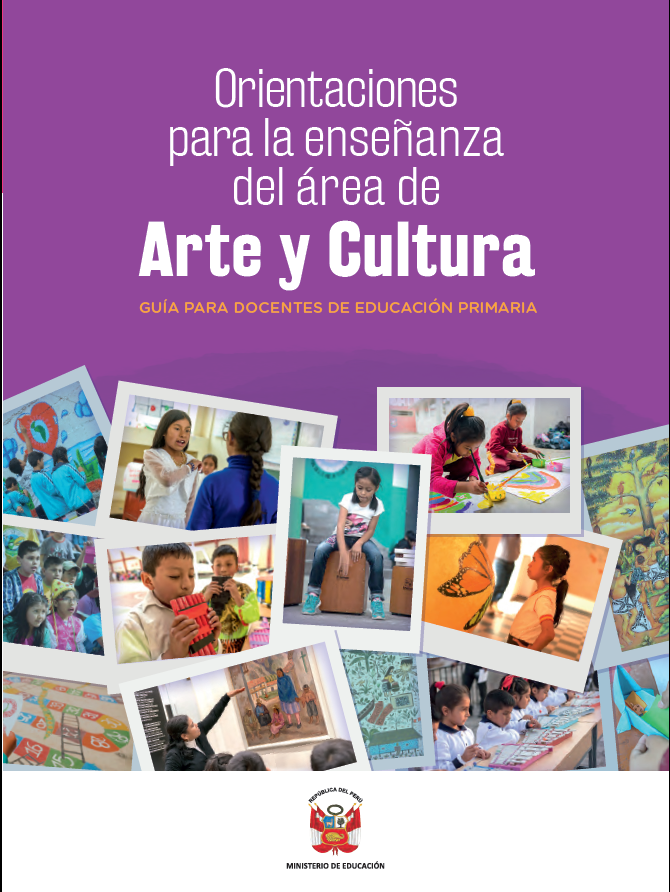 Orientaciones
para la enseñanza
del área de
Arte y Cultura
GUÍA PARA DOCENTES DE EDUCACIÓN PRIMARIA
REPÚBLICA DEL PERÚ
MINISTERIO DE EDUCACIÓN